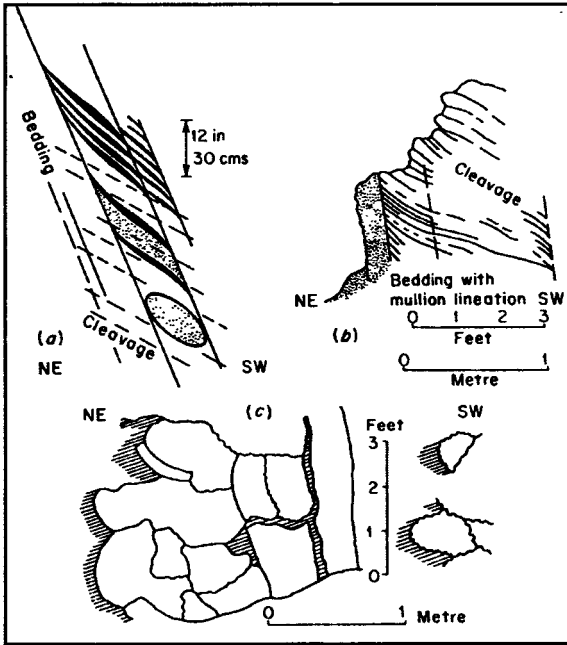 Bedding
12 in
30 cms
(a)
Cleavage
NE
SW
Cleavage
NE
Bedding with
mullion lineation
SW
(b)
0 1 2 3
Feet
0 1
Metre
NE
(c)
Feet
3
2
1
0
SW
0 1
Metre